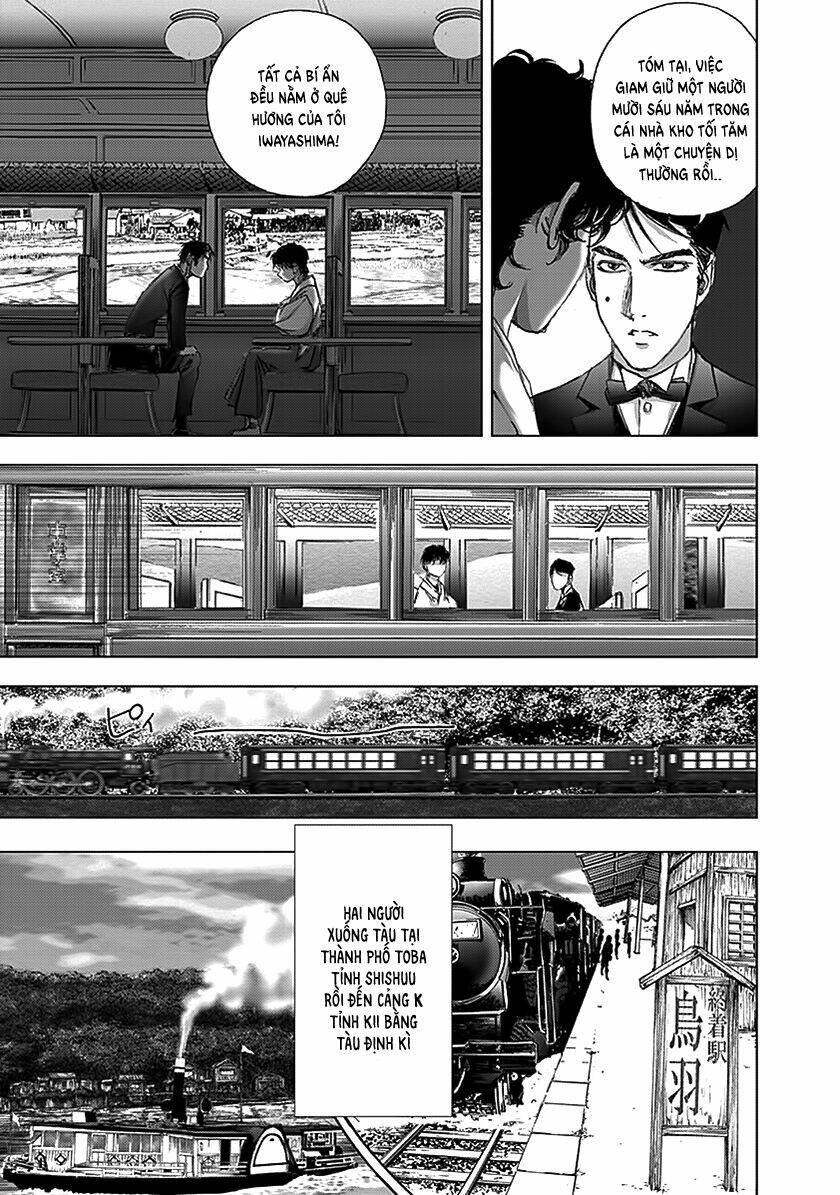 TÓM TẠI, VIỆC
GIAM GIỮ MỘT NGƯỜI
MƯỜI SÁU NĂM TRONG
CÁI NHÀ KHO TỐI TĂM
LÀ MỘT CHUYỆN DỊ
THƯỜNG RỒI..
TẤT CẢ BÍ ẨN
ĐỀU NẰM Ở QUÊ
HƯƠNG CỦA TÔI
IWAYASHIMA!
ピィ
HAI NGƯỜI
XUỐNG TÀU TẠI
THÀNH PHỐ TOBA
TỈNH SHISHUU
RỒI ĐẾN CẢNG K
TỈNH KII BẰNG
TÀU ĐỊNH KÌ
終着駅
鳥羽